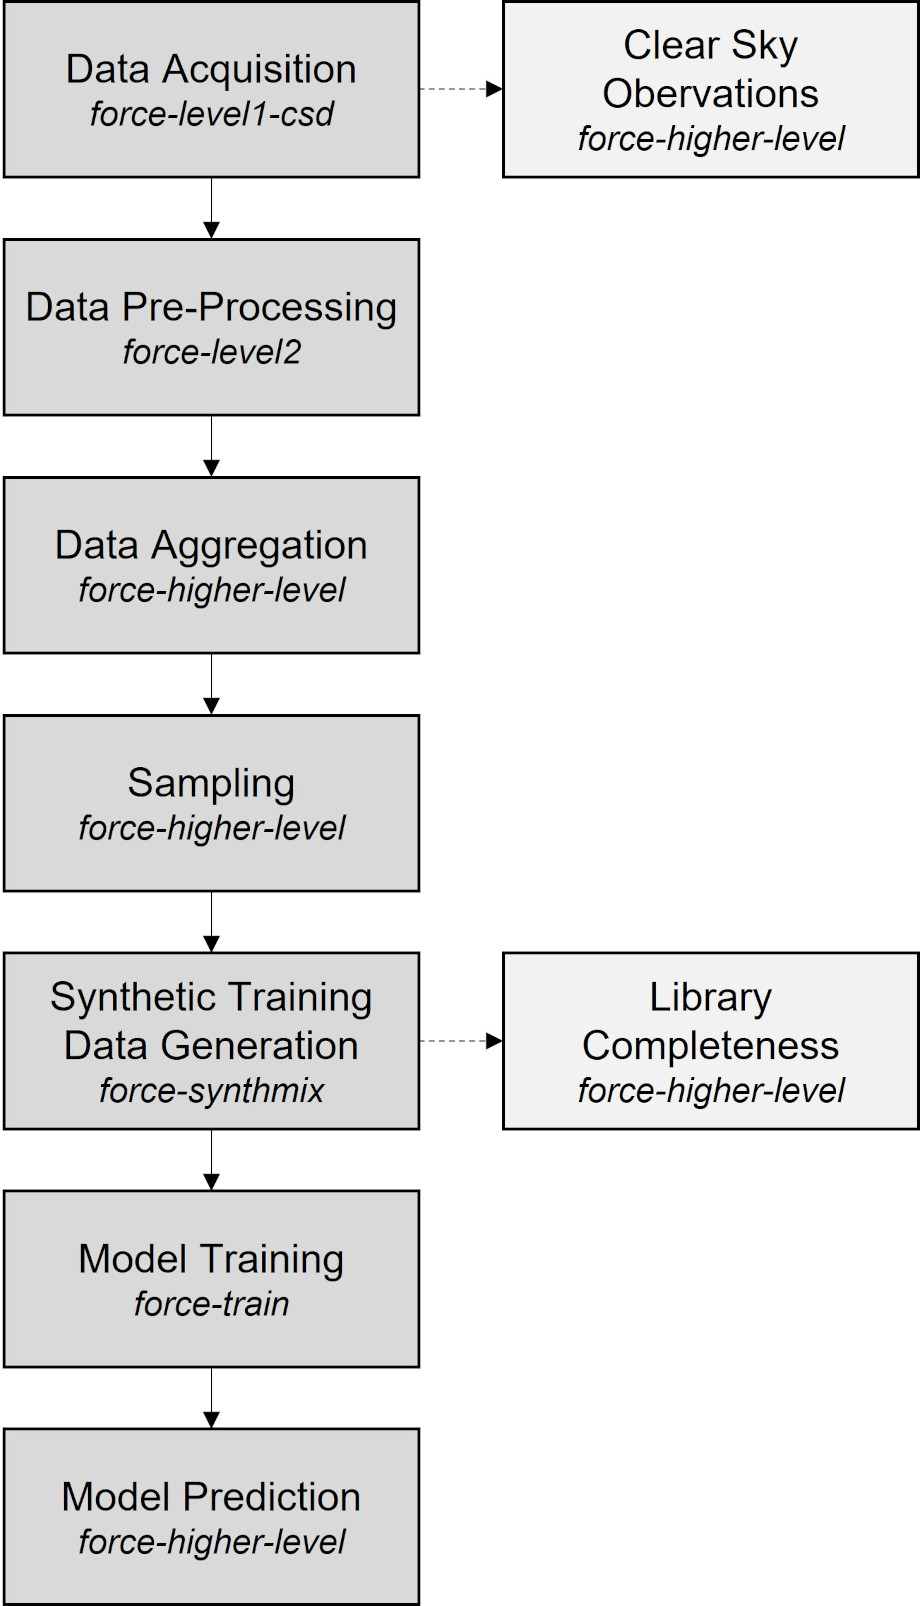 Data Acquisition
force-level1-csd
Clear Sky
Obervations
force-higher-level
Data Pre-Processing
force-level2
Data Aggregation
force-higher-level
Sampling
force-higher-level
Synthetic Training
Data Generation
force-synthmix
Library
Completeness
force-higher-level
Model Training
force-train
Model Prediction
force-higher-level